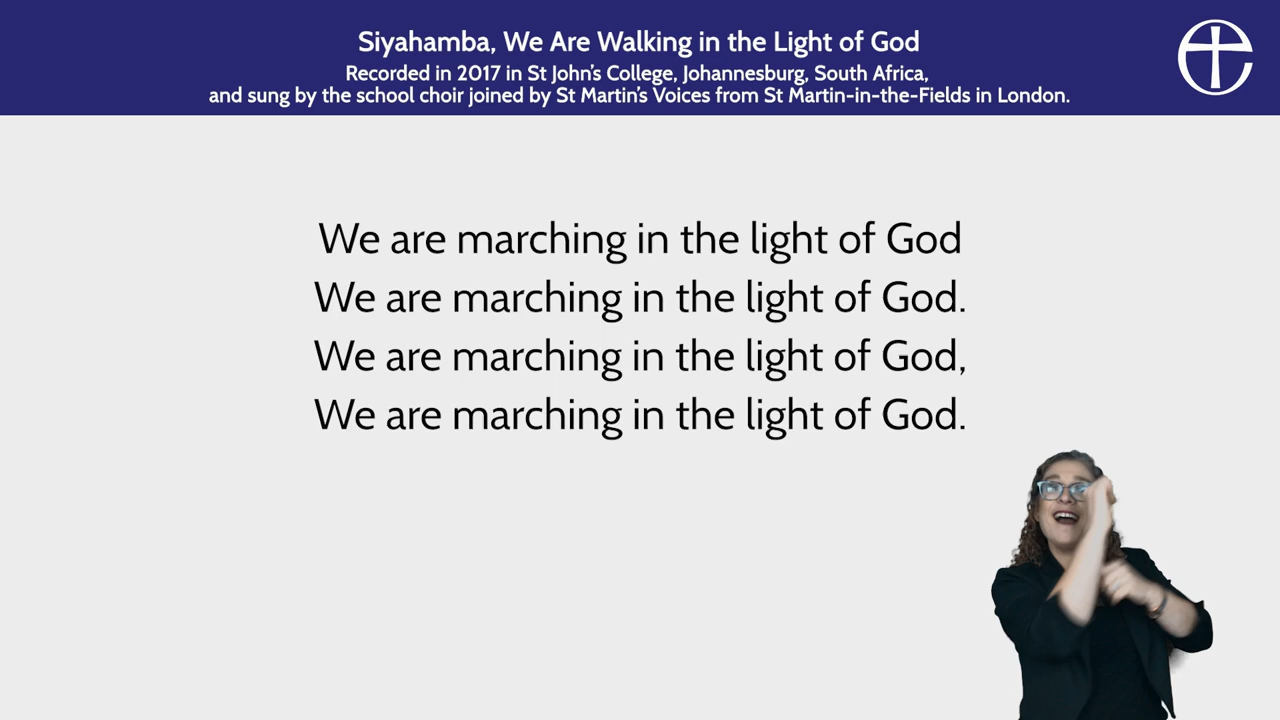 Siyahamba, We Are Walking in the Light of God
Recorded in 2017 in St John's College, Johannesburg, South Africa,
and sung by the school choir joined by St Martin's Voices from St Martin-in-the-Fields in London.
We are marching in the light of God
We are marching in the light of God.
We are marching in the light of God,
We are marching in the light of God.